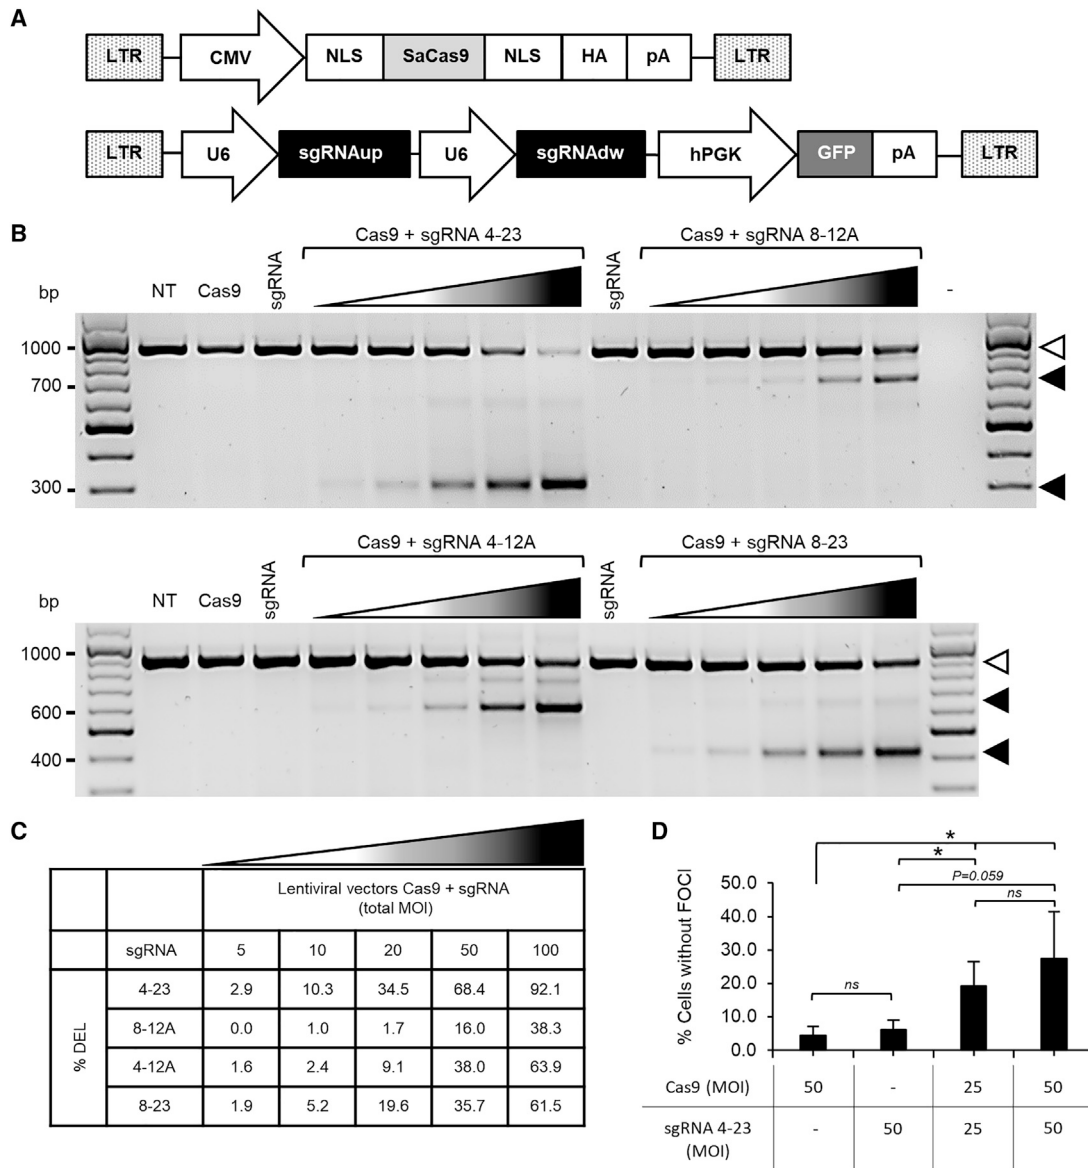 A
LTR CMV NLS SaCas9 NLS HA pA LTR
LTR U6 sgRNAup U6 sgRNAdw hPGK GFP pA LTR
B
Cas9 + sgRNA 4-23 Cas9 + sgRNA 8-12A
bp NT Cas9 sgRNA sgRNA -
1000
700
300
Cas9 + sgRNA 4-12A Cas9 + sgRNA 8-23
bp NT Cas9 sgRNA sgRNA
1000
600
400
C
Lentiviral vectors Cas9 + sgRNA
(total MOI)
sgRNA 5 10 20 50 100
% DEL
4-23 2.9 10.3 34.5 68.4 92.1
8-12A 0.0 1.0 1.7 16.0 38.3
4-12A 1.6 2.4 9.1 38.0 63.9
8-23 1.9 5.2 19.6 35.7 61.5
D
*
*
P=0.059
ns
ns
% Cells without FOCI
50.0
40.0
30.0
20.0
10.0
0.0
Cas9 (MOI) 50 - 25 50
sgRNA 4-23
(MOI) - 50 25 50